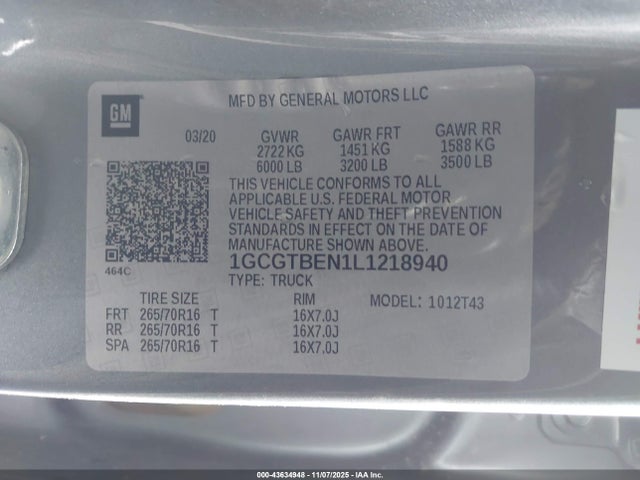 GM
MFD BY GENERAL MOTORS LLC
03/20 GVWR GAWR FRT GAWR RR
2722 KG 1451 KG 1588 KG
6000 LB 3200 LB 3500 LB
THIS VEHICLE CONFORMS TO ALL
APPLICABLE U.S. FEDERAL MOTOR
VEHICLE SAFETY AND THEFT PREVENTION
STANDARDS IN EFFECT ON THE DATE OF
MANUFACTURE SHOWN ABOVE.
464C
1GCGTBEN1L1218940
TYPE: TRUCK
TIRE SIZE RIM MODEL: 1012T43
FRT 265/70R16 T 16X7.0J
RR 265/70R16 T 16X7.0J
SPA 265/70R16 T 16X7.0J
000-43634948 - 11/07/2025 - IAA Inc.